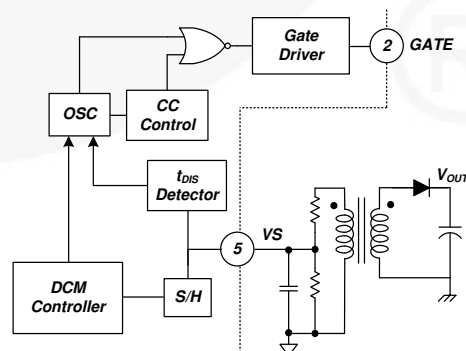 Gate
Driver
2
GATE
OSC
CC
Control
tDIS
Detector
VOUT
5
VS
DCM
Controller
S/H
R